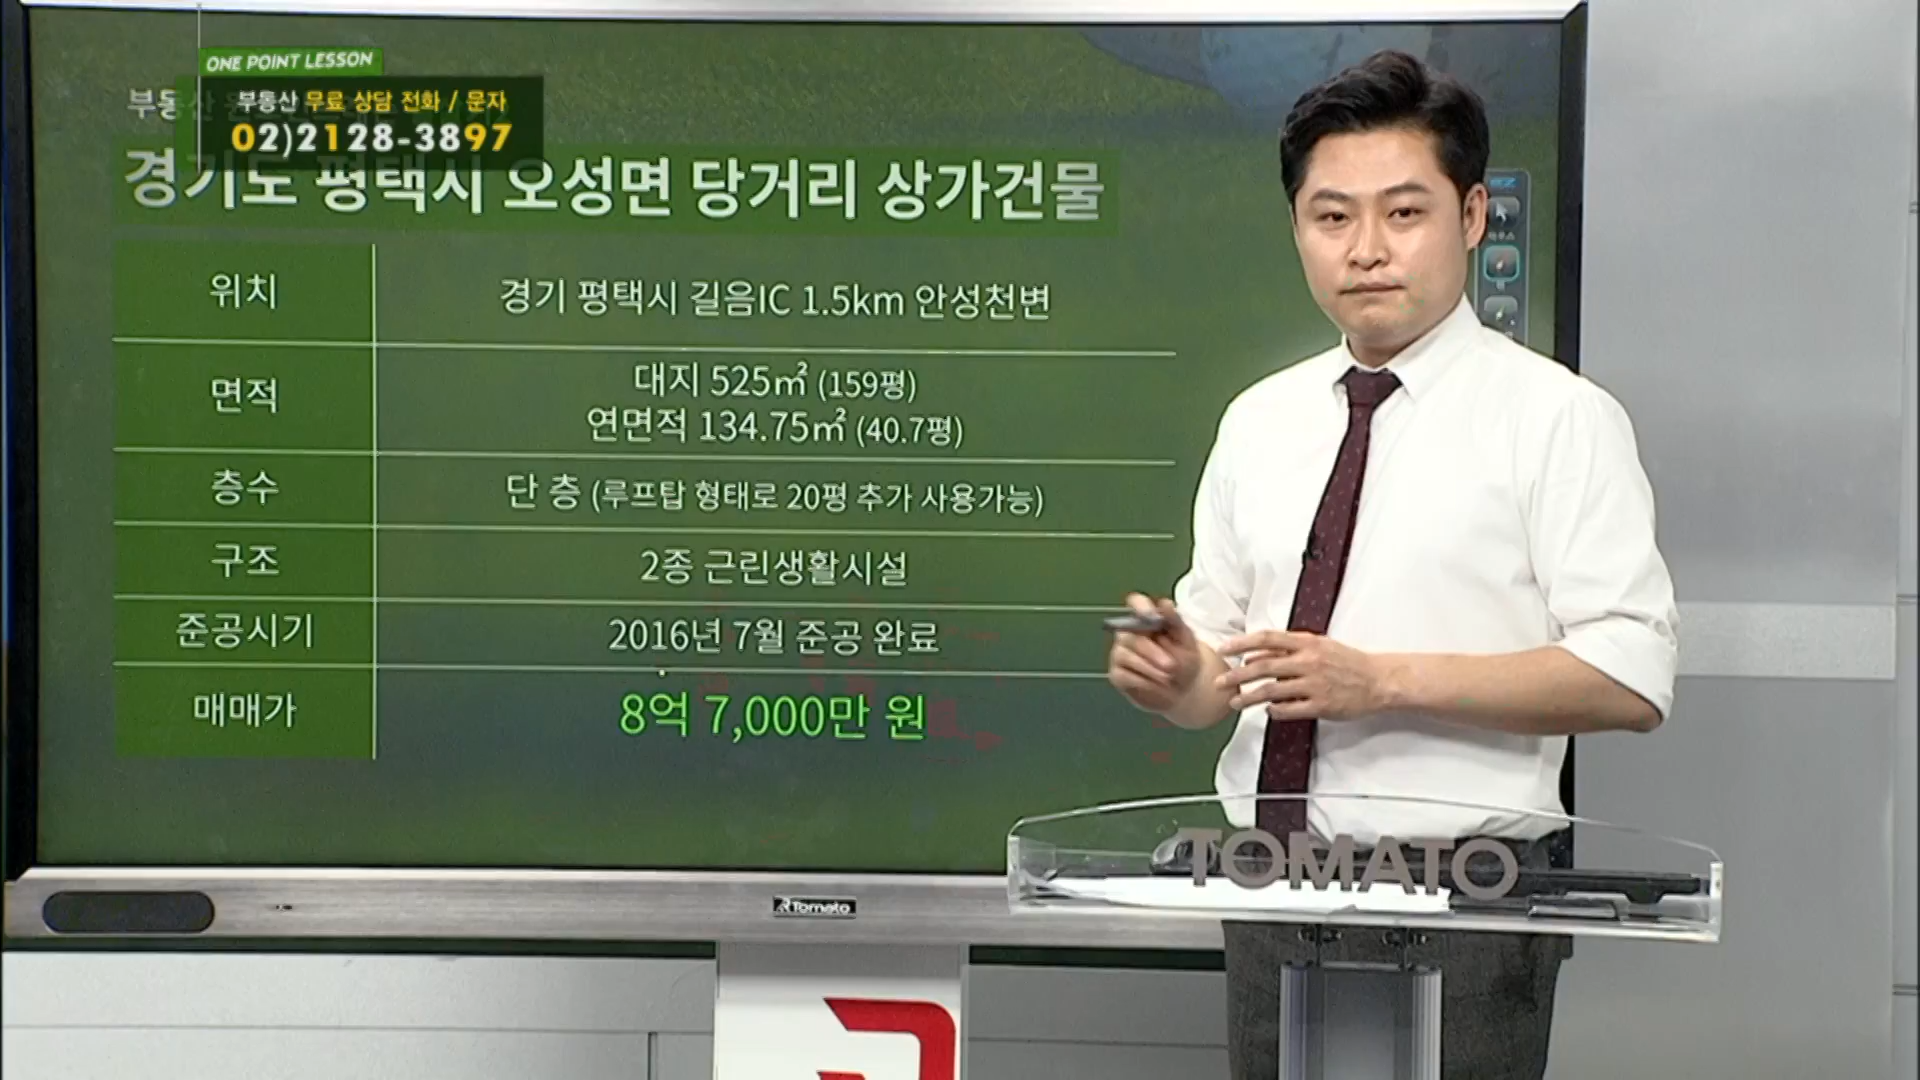 ONE POINT LESSON
부동산 무료 상담 전화 / 문자
02)2128-3897
경기도 평택시 오성면 당거리 상가건물
위치
경기 평택시 길음IC 1.5km 안성천변
면적
대지 525㎡ (159평)
연면적 134.75㎡ (40.7평)
층수
단 층 (루프탑 형태로 20평 추가 사용가능)
구조
2종 근린생활시설
준공시기
2016년 7월 준공 완료
매매가
8억 7,000만 원
TOMATO
RTomato